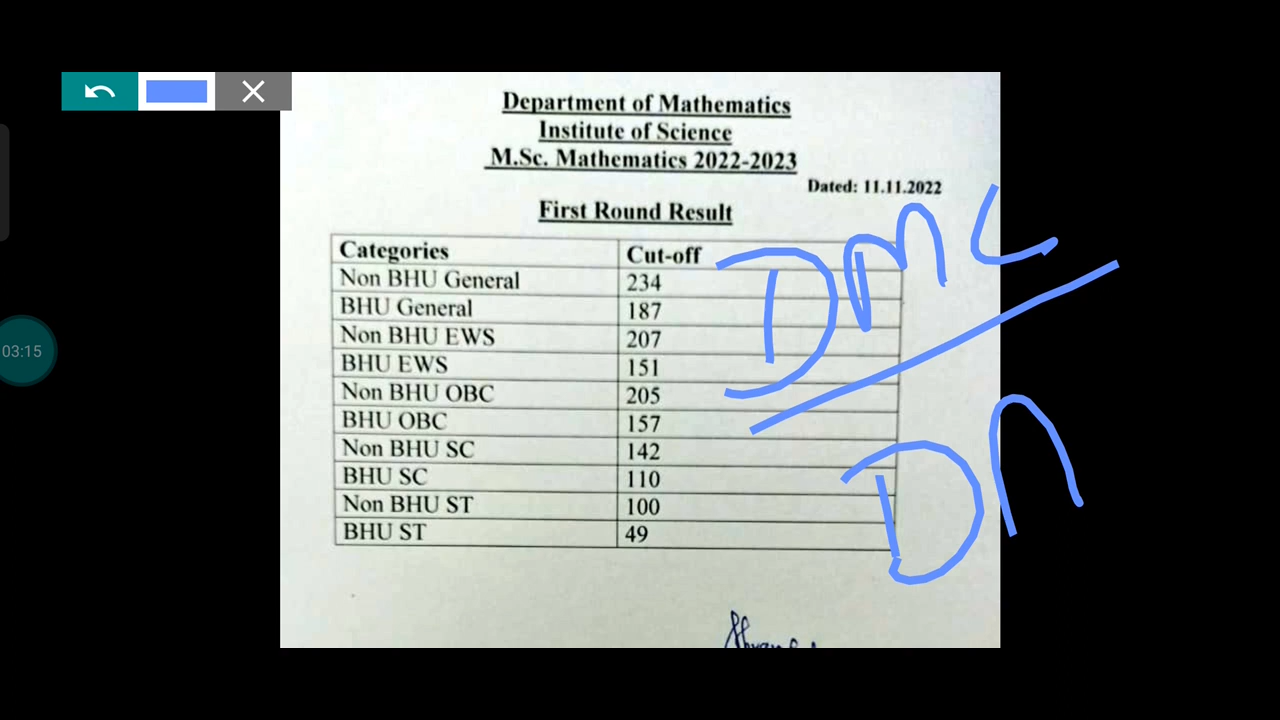 Department of Mathematics
Institute of Science
M.Sc. Mathematics 2022-2023
Dated: 11.11.2022
First Round Result
Categories Cut-off
Non BHU General 234
BHU General 187
Non BHU EWS 207
BHU EWS 151
Non BHU OBC 205
BHU OBC 157
Non BHU SC 142
BHU SC 110
Non BHU ST 100
BHU ST 49
DMC
Dn
03:15